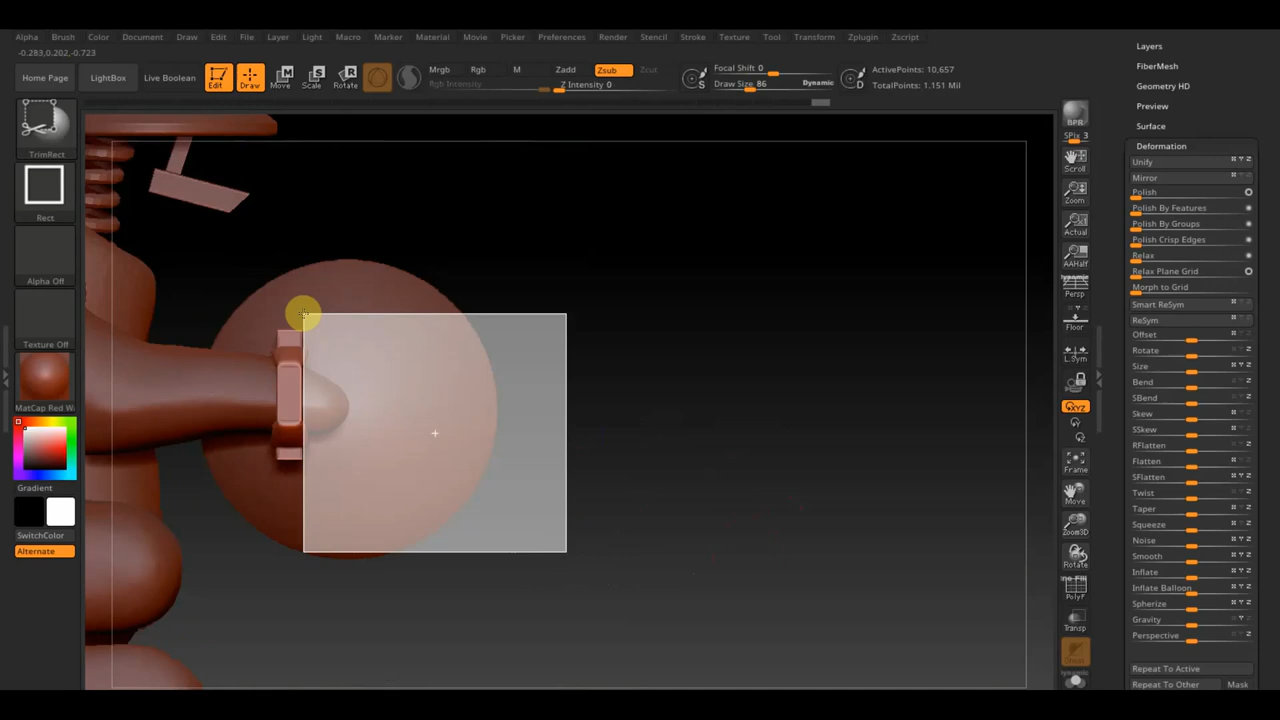 Alpha Brush Color Document Draw Edit File Layer Light Macro Marker Material Movie Picker Preferences Render Stencil Stroke Texture Tool Transform Zplugin Zscript
-0.283,0.202,-0.723
Home Page LightBox Live Boolean Edit Draw Move Scale Rotate
Mrgb Rgb M Zadd Zsub Zcut
Rgb Intensity Z Intensity 0
Focal Shift 0
Draw Size 86 Dynamic
ActivePoints: 10,657
TotalPoints: 1.151 Mil
TrimRect
Rect
Alpha Off
Texture Off
MatCap Red W
Gradient
SwitchColor
Alternate
BPR
SPix 3
Scroll
Zoom
Actual
AAHalf
Dynamic
Persp
Floor
L.Sym
XYZ
Frame
Move
Zoom3D
Rotate
PolyF
Transp
Dynamic
Layers
FiberMesh
Geometry HD
Preview
Surface
Deformation
Unify
Mirror
Polish
Polish By Features
Polish By Groups
Polish Crisp Edges
Relax
Relax Plane Grid
Morph to Grid
Smart ReSym
ReSym
Offset
Rotate
Size
Bend
SBend
Skew
SSkew
RFlatten
Flatten
SFlatten
Twist
Taper
Squeeze
Noise
Smooth
Inflate
Inflate Balloon
Spherize
Gravity
Perspective
Repeat To Active
Repeat To Other Mask